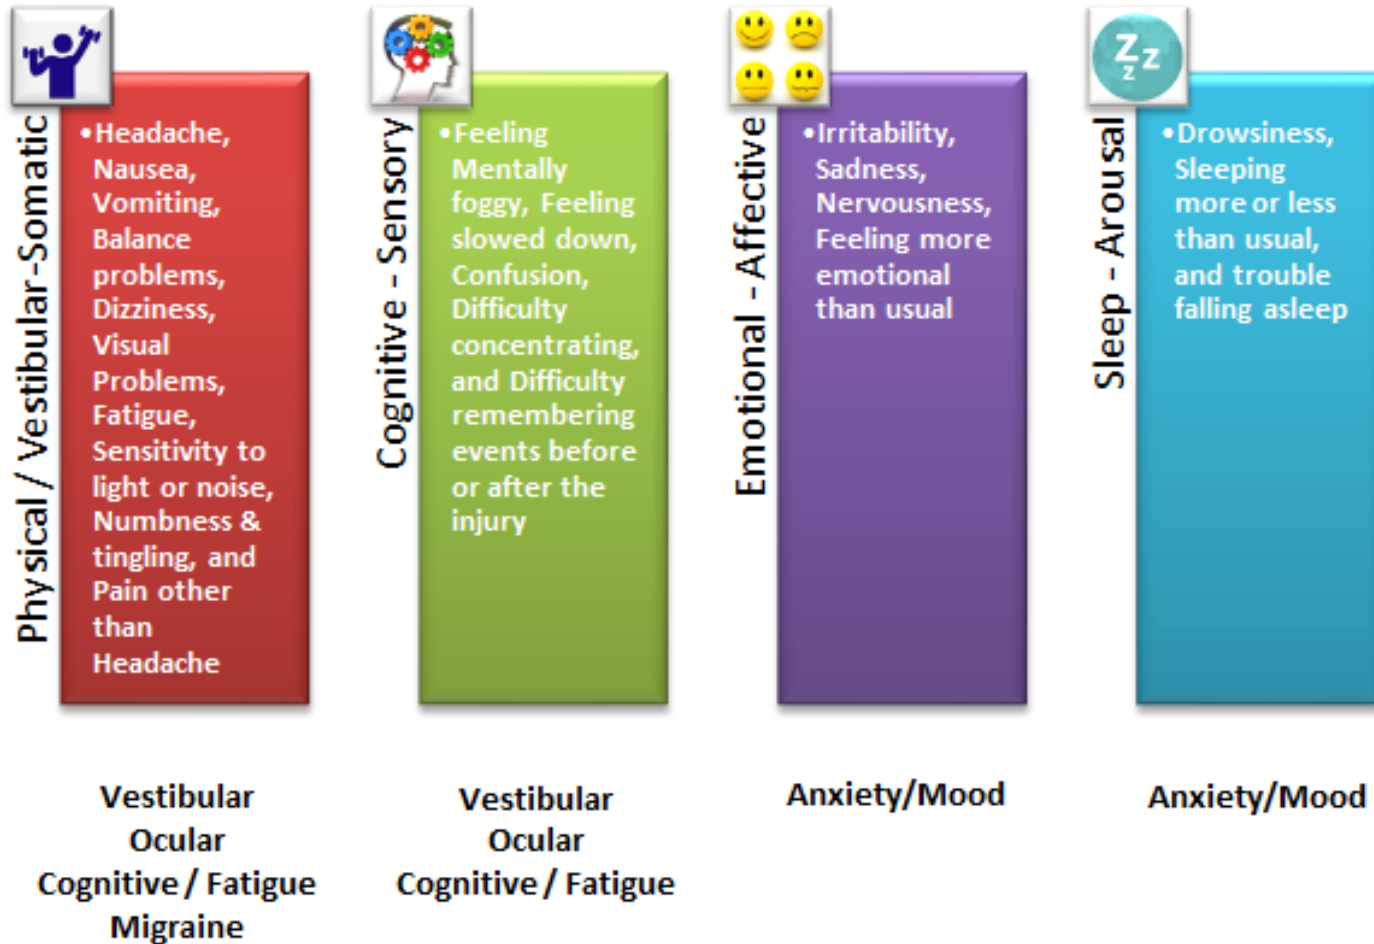 Physical / Vestibular-Somatic
•Headache,
Nausea,
Vomiting,
Balance
problems,
Dizziness,
Visual
Problems,
Fatigue,
Sensitivity to
light or noise,
Numbness &
tingling, and
Pain other
than
Headache
Vestibular
Ocular
Cognitive / Fatigue
Migraine
Cognitive - Sensory
•Feeling
Mentally
foggy, Feeling
slowed down,
Confusion,
Difficulty
concentrating,
and Difficulty
remembering
events before
or after the
injury
Vestibular
Ocular
Cognitive / Fatigue
Emotional - Affective
•Irritability,
Sadness,
Nervousness,
Feeling more
emotional
than usual
Anxiety/Mood
zZz
Sleep - Arousal
•Drowsiness,
Sleeping
more or less
than usual,
and trouble
falling asleep
Anxiety/Mood